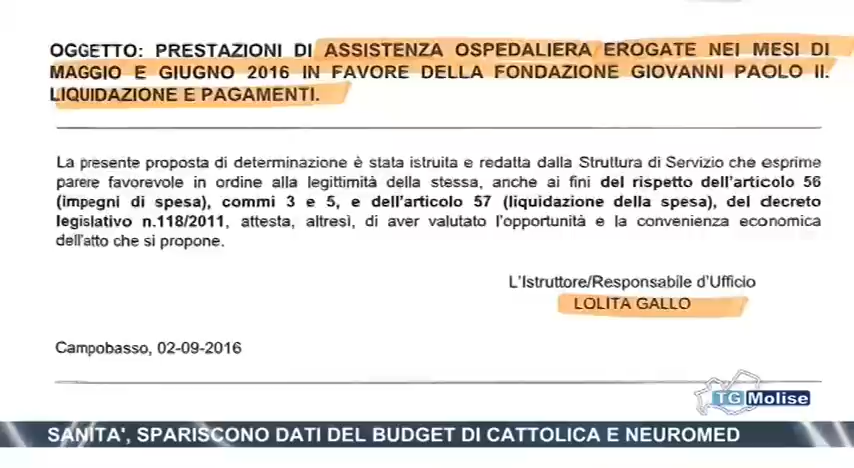 OGGETTO: PRESTAZIONI DI ASSISTENZA OSPEDALIERA EROGATE NEI MESI DI
MAGGIO E GIUGNO 2016 IN FAVORE DELLA FONDAZIONE GIOVANNI PAOLO II.
LIQUIDAZIONE E PAGAMENTI.
La presente proposta di determinazione è stata istruita e redatta dalla Struttura di Servizio che esprime
parere favorevole in ordine alla legittimità della stessa, anche ai fini del rispetto dell'articolo 56
(impegni di spesa), commi 3 e 5, e dell'articolo 57 (liquidazione della spesa), del decreto
legislativo n.118/2011, attesta, altresì, di aver valutato l'opportunità e la convenienza economica
dell'atto che si propone.
L'Istruttore/Responsabile d'Ufficio
LOLITA GALLO
Campobasso, 02-09-2016
TG Molise
SANITA', SPARISCONO DATI DEL BUDGET DI CATTOLICA E NEUROMED